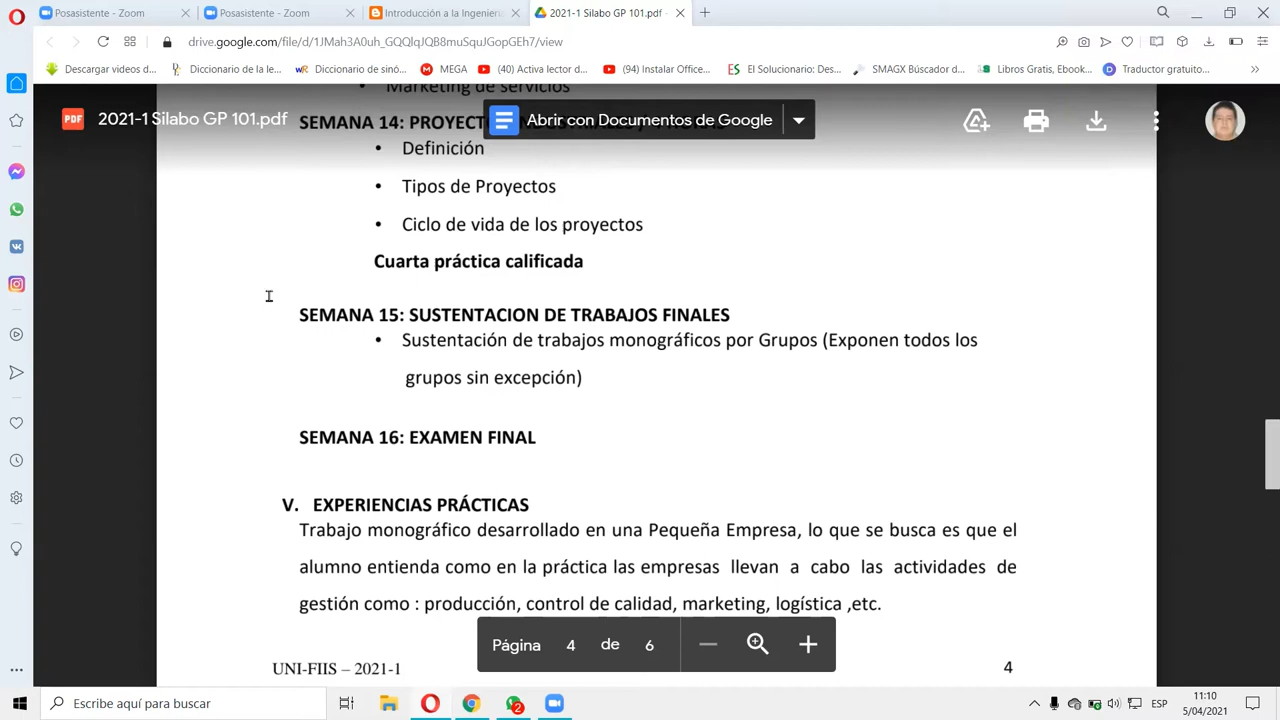 Posasistente - Zoom
Posasistente - Zoom
Introducción a la Ingenierí
2021-1 Silabo GP 101.pdf -
drive.google.com/file/d/1JMah3A0uh_GQQlqJQB8muSquJGopGEh7/view
Descargar videos d...
Diccionario de la le...
Diccionario de sinó...
MEGA
(40) Activa lector d...
(94) Instalar Office...
El Solucionario: Des...
SMAGX Búscador d...
Libros Gratis, Ebook...
Traductor gratuito...
Marketing de servicios
PDF
2021-1 Silabo GP 101.pdf
Abrir con Documentos de Google
SEMANA 14:
• Definición
• Tipos de Proyectos
• Ciclo de vida de los proyectos
Cuarta práctica calificada
SEMANA 15: SUSTENTACION DE TRABAJOS FINALES
• Sustentación de trabajos monográficos por Grupos (Exponen todos los
grupos sin excepción)
SEMANA 16: EXAMEN FINAL
V. EXPERIENCIAS PRÁCTICAS
Trabajo monográfico desarrollado en una Pequeña Empresa, lo que se busca es que el
alumno entienda como en la práctica las empresas llevan a cabo las actividades de
gestión como : producción, control de calidad, marketing, logística ,etc.
Página 4 de 6
UNI-FIIS – 2021-1
4
Escribe aquí para buscar
2
ESP
11:10
5/04/2021